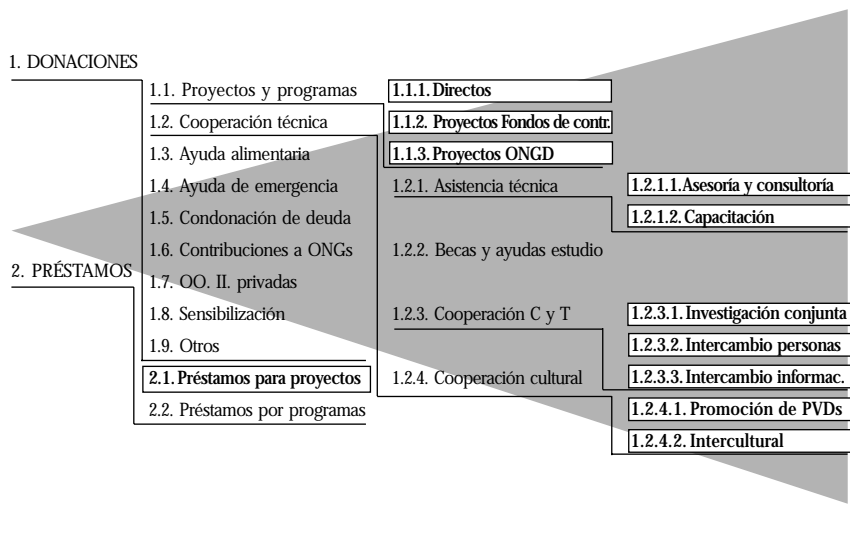 1. DONACIONES
1.1. Proyectos y programas
1.2. Cooperación técnica
1.3. Ayuda alimentaria
1.4. Ayuda de emergencia
1.5. Condonación de deuda
1.6. Contribuciones a ONGs
1.7. OO. II. privadas
1.8. Sensibilización
1.9. Otros
2. PRÉSTAMOS
2.1. Préstamos para proyectos
2.2. Préstamos por programas
1.1.1. Directos
1.1.2. Proyectos Fondos de contr.
1.1.3. Proyectos ONGD
1.2.1. Asistencia técnica
1.2.2. Becas y ayudas estudio
1.2.3. Cooperación C y T
1.2.4. Cooperación cultural
1.2.1.1. Asesoría y consultoría
1.2.1.2. Capacitación
1.2.3.1. Investigación conjunta
1.2.3.2. Intercambio personas
1.2.3.3. Intercambio informac.
1.2.4.1. Promoción de PVDs
1.2.4.2. Intercultural